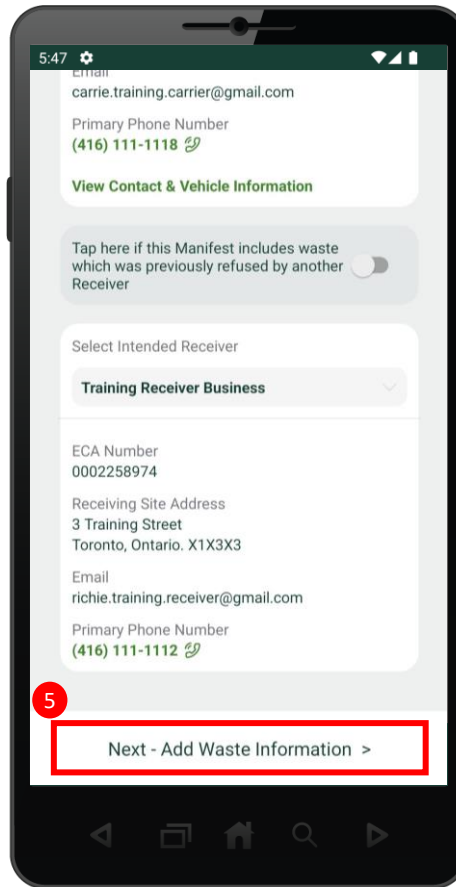 5:47
Email
carrie.training.carrier@gmail.com
Primary Phone Number
(416) 111-1118
View Contact & Vehicle Information
Tap here if this Manifest includes waste
which was previously refused by another
Receiver
Select Intended Receiver
Training Receiver Business
ECA Number
0002258974
Receiving Site Address
3 Training Street
Toronto, Ontario. X1X3X3
Email
richie.training.receiver@gmail.com
Primary Phone Number
(416) 111-1112
5
Next - Add Waste Information >